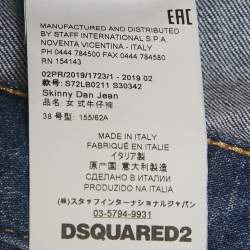 EAC
MANUFACTURED AND DISTRIBUTED
BY STAFF INTERNATIONAL S.P.A
NOVENTA VICENTINA - ITALY
PH 0444 784500 FAX 0444 784580
RN 154143
02PR/2019/1723/1 - 2019 02
款号: S72LB0211 S30342
Skinny Dan Jean
品名: 女式牛仔裤
38 号型: 155/62A
MADE IN ITALY
FABRIQUÉ EN ITALIE
イタリア製
原产国:意大利制造
СДЕЛАНО В ИТАЛИИ
PRODUZIDO NA ITALIA
(株)スタッフインターナショナルジャパン
03-5794-9931
DSQUARED2